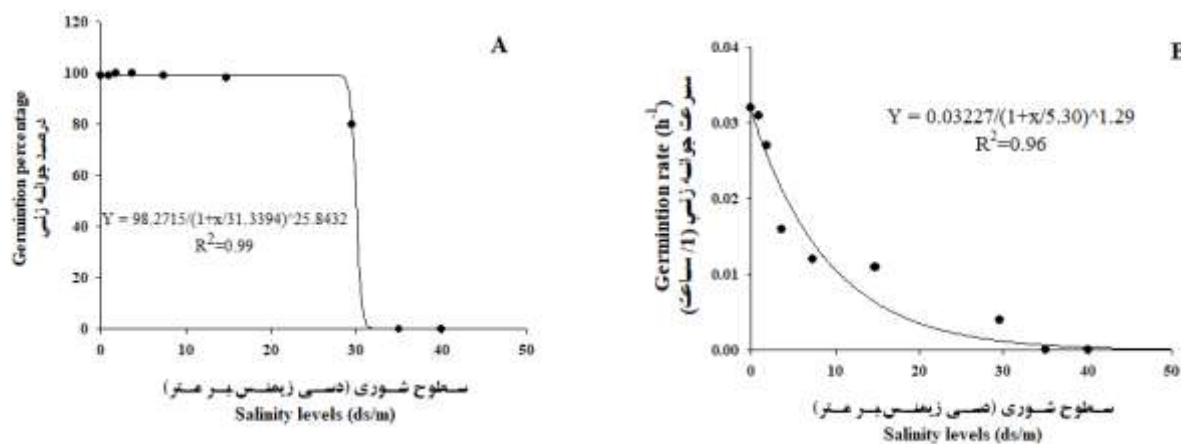 A
120
100
80
60
40
20
0
Germintion percentage
درصد جوانه زنی
Y = 98.2715/(1+x/31.3394)^25.8432
R²=0.99
0 10 20 30 40 50
سطوح شوری (دسی زیمنس بر متر)
Salinity levels (ds/m)
B
0.04
0.03
0.02
0.01
0.00
Germintion rate (h⁻¹)
سرعت جوانه زنی (1/ ساعت)
Y = 0.03227/(1+x/5.30)^1.29
R²=0.96
0 10 20 30 40 50
سطوح شوری (دسی زیمنس بر متر)
Salinity levels (ds/m)